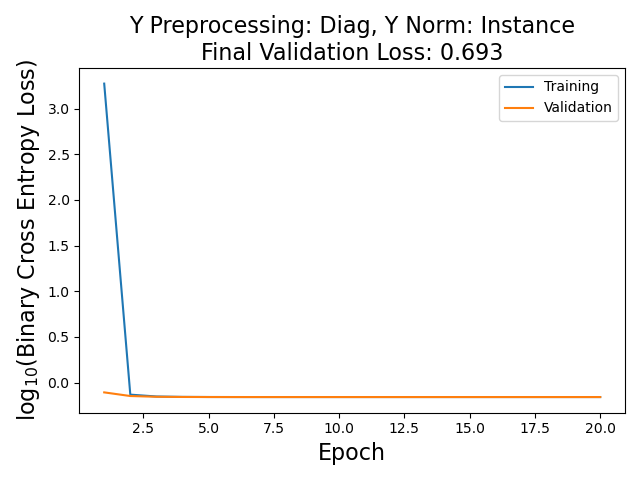 Y Preprocessing: Diag, Y Norm: Instance
Final Validation Loss: 0.693
Training
Validation
log₁₀(Binary Cross Entropy Loss)
3.0
2.5
2.0
1.5
1.0
0.5
0.0
2.5 5.0 7.5 10.0 12.5 15.0 17.5 20.0
Epoch